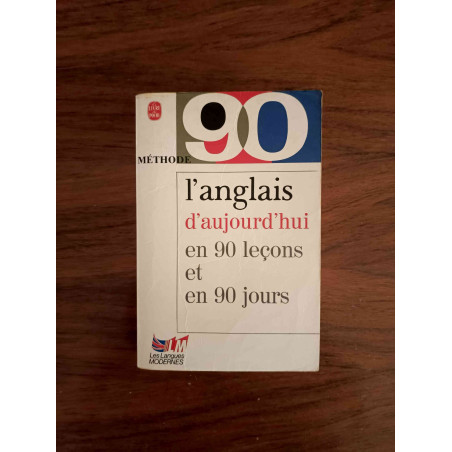 LE LIVRE
DE POCHE
90
MÉTHODE
l'anglais
d'aujourd'hui
en 90 leçons
et
en 90 jours
LM
Les Langues
MODERNES